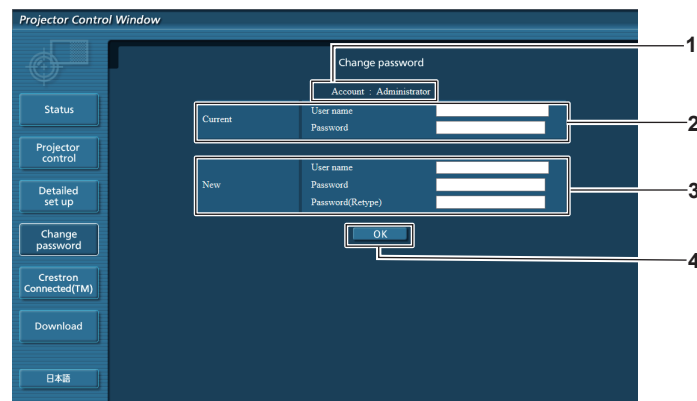 Projector Control Window
1
Change password
Account : Administrator
Status
Current
User name
Password
2
Projector
control
New
User name
Password
Password(Retype)
3
Detailed
set up
Change
password
OK
4
Crestron
Connected(TM)
Download
日本語